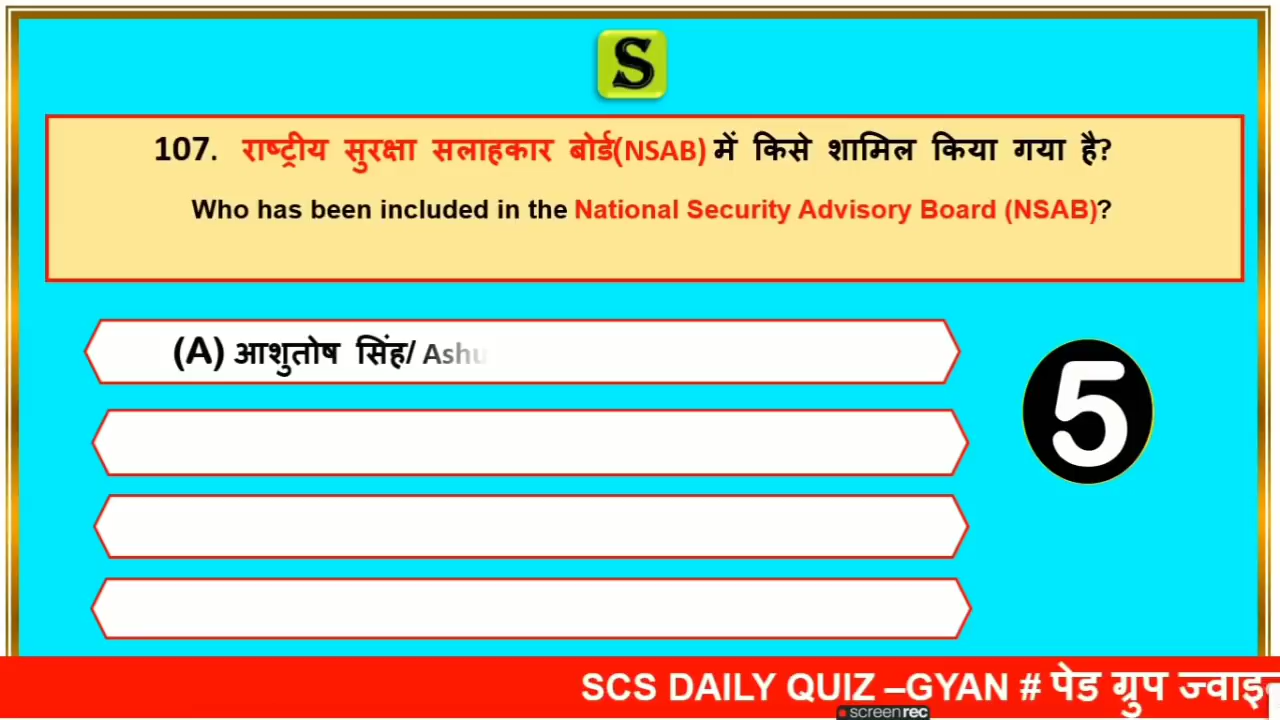 S
107. राष्ट्रीय सुरक्षा सलाहकार बोर्ड(NSAB) में किसे शामिल किया गया है?
Who has been included in the National Security Advisory Board (NSAB)?
(A) आशुतोष सिंह/ Ashu
5
SCS DAILY QUIZ –GYAN # पेड ग्रुप
screenrec